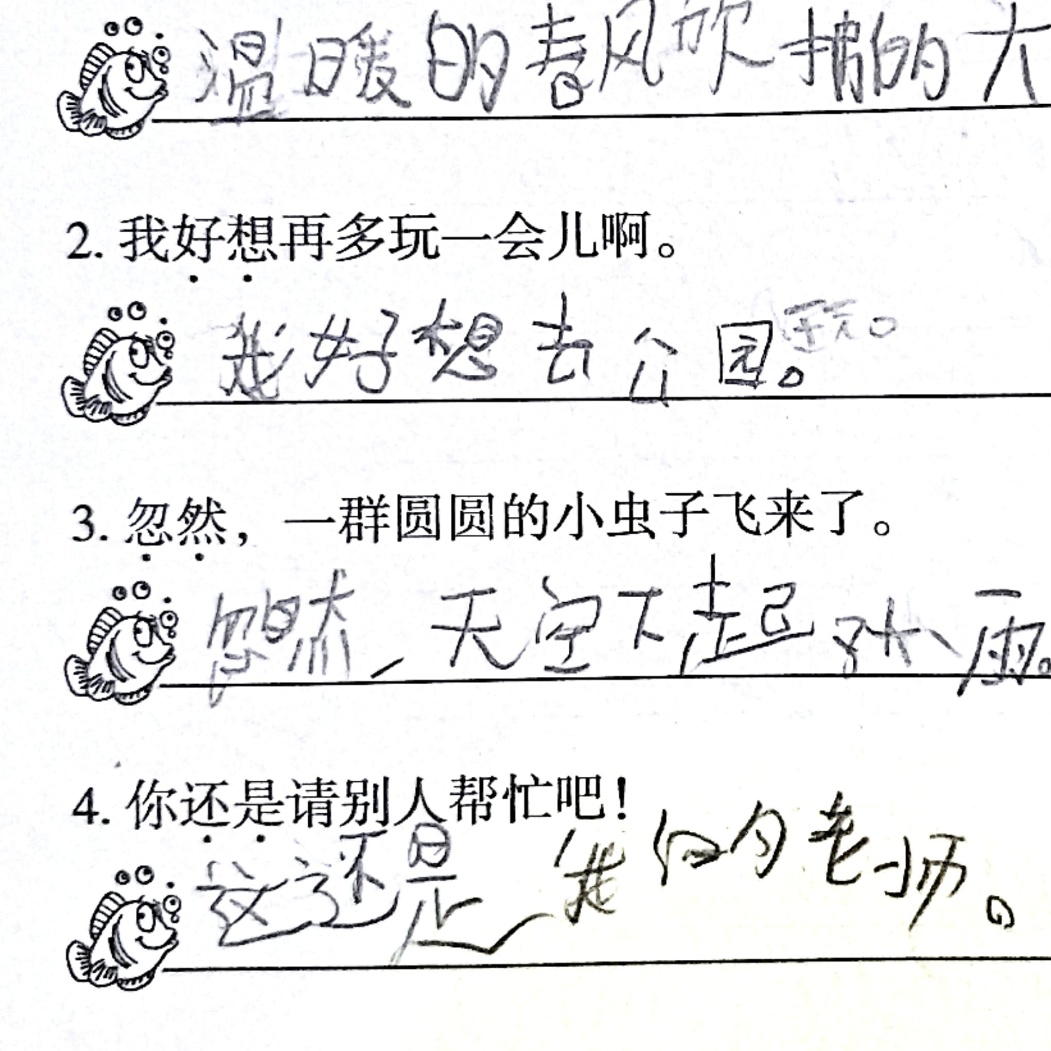 温暖的春风吹拂的大
2. 我好想再多玩一会儿啊。
我好想去公园。玩。
3. 忽然，一群圆圆的小虫子飞来了。
忽然，天空下起了大雨。
4. 你还是请别人帮忙吧！
这还是我的老师。